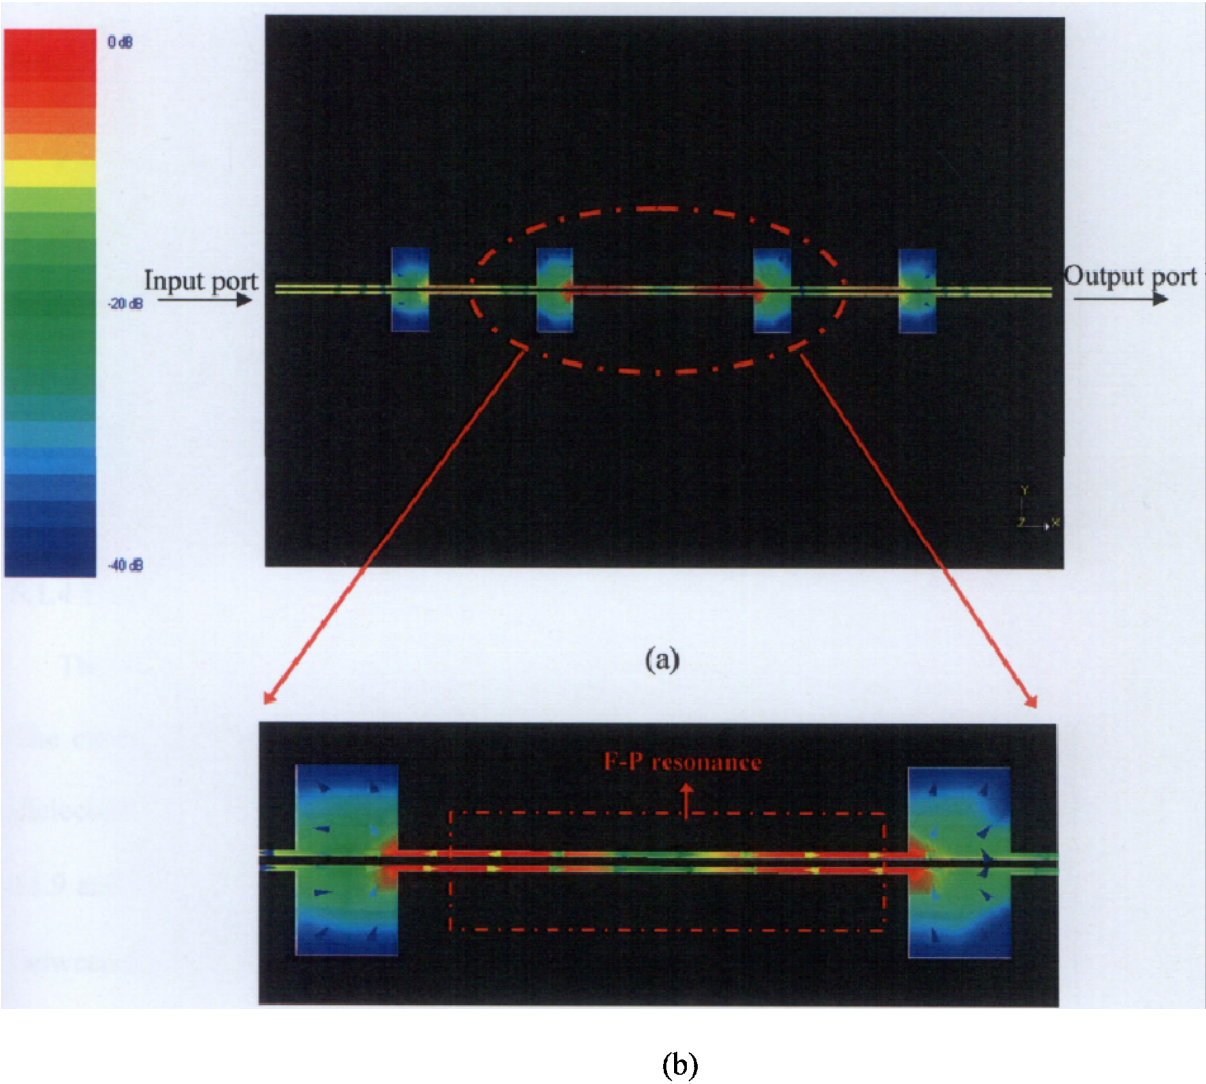 0 dB
Input port
Output port
-20 dB
Y
Z X
-40 dB
(a)
F-P resonance
(b)